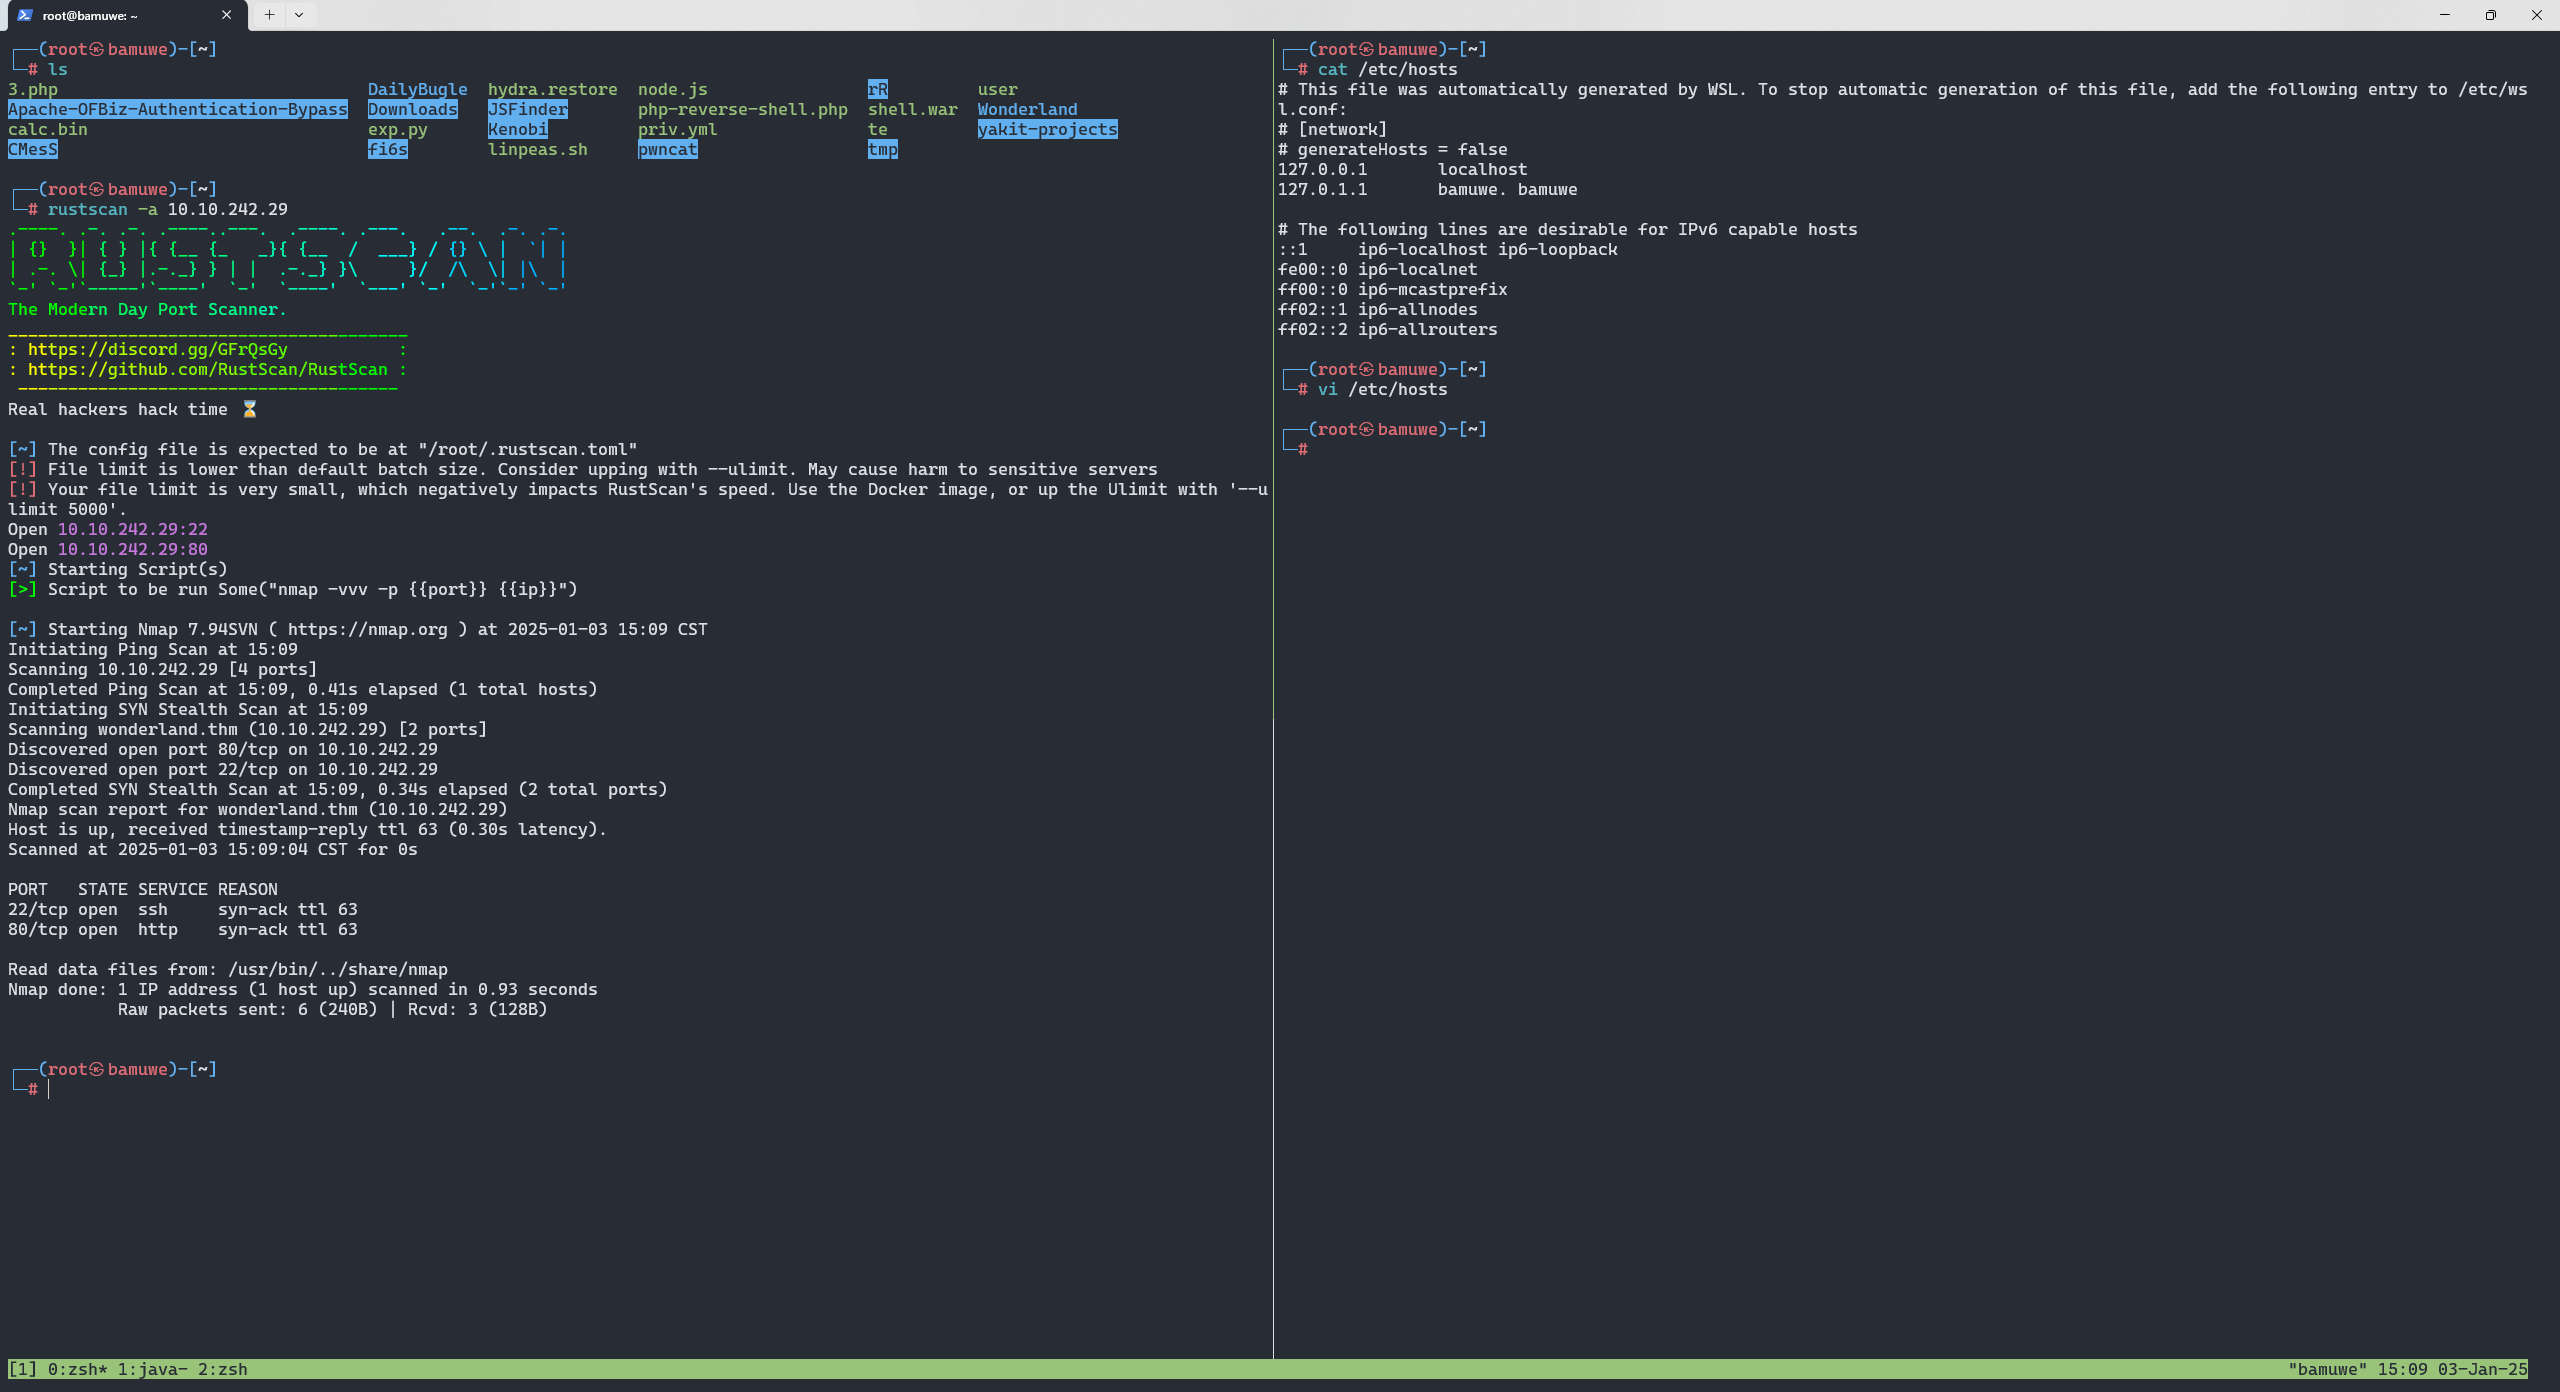 root@bamuwe: ~
┌──(root㉿bamuwe)-[~]
└─# ls
3.php DailyBugle hydra.restore node.js rR user
Apache-OFBiz-Authentication-Bypass Downloads JSFinder php-reverse-shell.php shell.war Wonderland
calc.bin exp.py Kenobi priv.yml te yakit-projects
CMesS fi6s linpeas.sh pwncat tmp
┌──(root㉿bamuwe)-[~]
└─# rustscan -a 10.10.242.29
.----. .-. .-. .----..---.  .----. .---.   .--.  .-. .-.
| {}  }| { } |{ {__ {_   _}{ {__  /  ___} / {} \ |  `| |
| .-. \| {_} |.-._} } | |  .-._} }\     }/  /\  \| |\  |
`-' `-'`-----'`----'  `-'  `----'  `---' `-'  `-'`-' `-'
The Modern Day Port Scanner.
________________________________________
: https://discord.gg/GFrQsGy           :
: https://github.com/RustScan/RustScan :
 --------------------------------------
Real hackers hack time ⌛
[~] The config file is expected to be at "/root/.rustscan.toml"
[!] File limit is lower than default batch size. Consider upping with --ulimit. May cause harm to sensitive servers
[!] Your file limit is very small, which negatively impacts RustScan's speed. Use the Docker image, or up the Ulimit with '--u
limit 5000'.
Open 10.10.242.29:22
Open 10.10.242.29:80
[~] Starting Script(s)
[>] Script to be run Some("nmap -vvv -p {{port}} {{ip}}")
[~] Starting Nmap 7.94SVN ( https://nmap.org ) at 2025-01-03 15:09 CST
Initiating Ping Scan at 15:09
Scanning 10.10.242.29 [4 ports]
Completed Ping Scan at 15:09, 0.41s elapsed (1 total hosts)
Initiating SYN Stealth Scan at 15:09
Scanning wonderland.thm (10.10.242.29) [2 ports]
Discovered open port 80/tcp on 10.10.242.29
Discovered open port 22/tcp on 10.10.242.29
Completed SYN Stealth Scan at 15:09, 0.34s elapsed (2 total ports)
Nmap scan report for wonderland.thm (10.10.242.29)
Host is up, received timestamp-reply ttl 63 (0.30s latency).
Scanned at 2025-01-03 15:09:04 CST for 0s
PORT   STATE SERVICE REASON
22/tcp open  ssh     syn-ack ttl 63
80/tcp open  http    syn-ack ttl 63
Read data files from: /usr/bin/../share/nmap
Nmap done: 1 IP address (1 host up) scanned in 0.93 seconds
Raw packets sent: 6 (240B) | Rcvd: 3 (128B)
┌──(root㉿bamuwe)-[~]
└─#
┌──(root㉿bamuwe)-[~]
└─# cat /etc/hosts
# This file was automatically generated by WSL. To stop automatic generation of this file, add the following entry to /etc/ws
l.conf:
# [network]
# generateHosts = false
127.0.0.1       localhost
127.0.1.1       bamuwe. bamuwe
# The following lines are desirable for IPv6 capable hosts
::1     ip6-localhost ip6-loopback
fe00::0 ip6-localnet
ff00::0 ip6-mcastprefix
ff02::1 ip6-allnodes
ff02::2 ip6-allrouters
┌──(root㉿bamuwe)-[~]
└─# vi /etc/hosts
┌──(root㉿bamuwe)-[~]
└─#
[1] 0:zsh* 1:java- 2:zsh
"bamuwe" 15:09 03-Jan-25